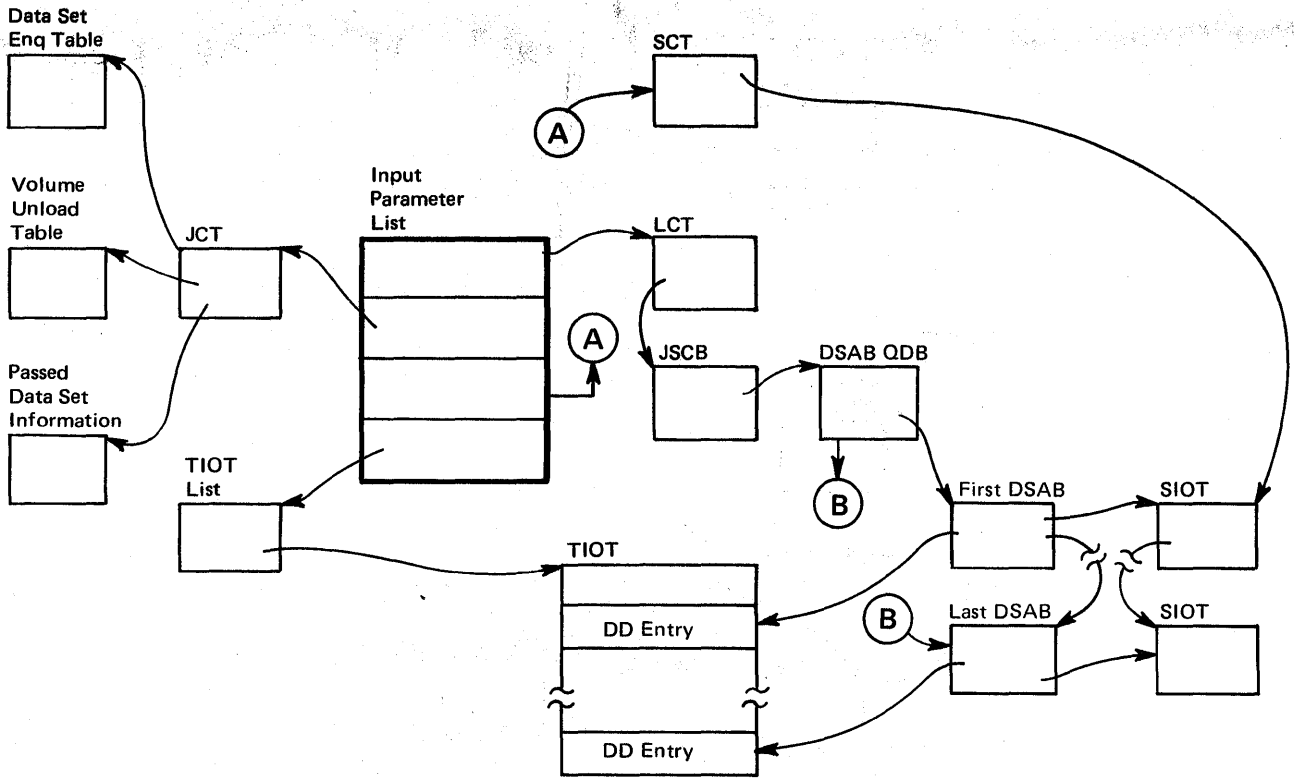 Data Set
Enq Table
SCT
A
Volume
Unload
Table
Input
Parameter
List
JCT
LCT
A
JSCB
DSAB QDB
Passed
Data Set
Information
TIOT
List
B
First DSAB
SIOT
TIOT
DD Entry
B
Last DSAB
SIOT
DD Entry